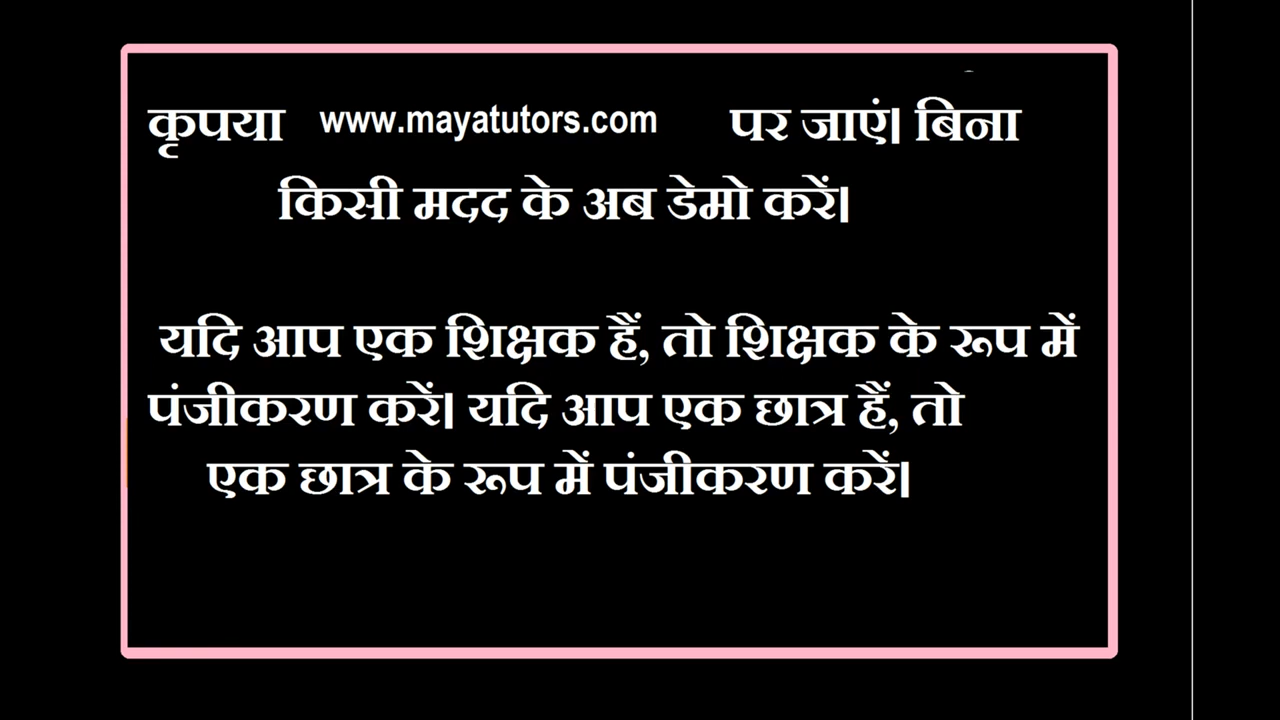 कृपया www.mayatutors.com पर जाएं। बिना
किसी मदद के अब डेमो करें।
यदि आप एक शिक्षक हैं, तो शिक्षक के रूप में
पंजीकरण करें। यदि आप एक छात्र हैं, तो
एक छात्र के रूप में पंजीकरण करें।